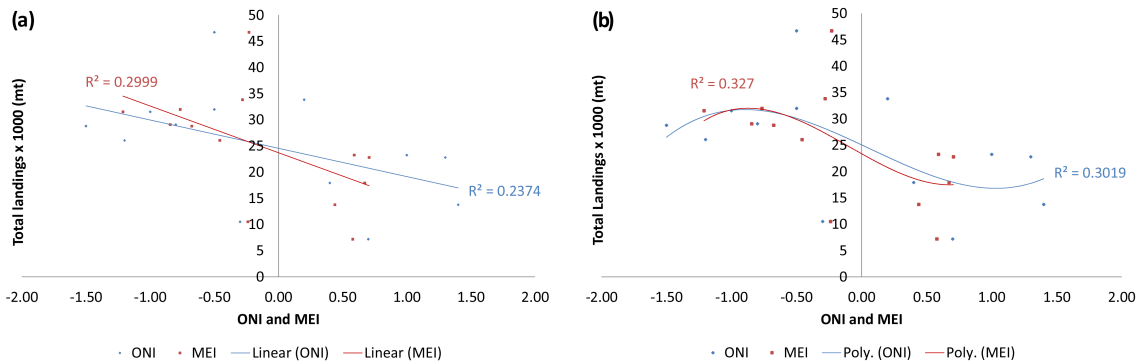 (a)
Total landings x 1000 (mt)
50
45
40
35
30
25
20
15
10
5
0
R² = 0.2999
R² = 0.2374
-2.00 -1.50 -1.00 -0.50 0.00 0.50 1.00 1.50 2.00
ONI and MEI
ONI MEI Linear (ONI) Linear (MEI)
(b)
Total Landings x 1000 (mt)
50
45
40
35
30
25
20
15
10
5
0
R² = 0.327
R² = 0.3019
-2.00 -1.50 -1.00 -0.50 0.00 0.50 1.00 1.50 2.00
ONI and MEI
ONI MEI Poly. (ONI) Poly. (MEI)